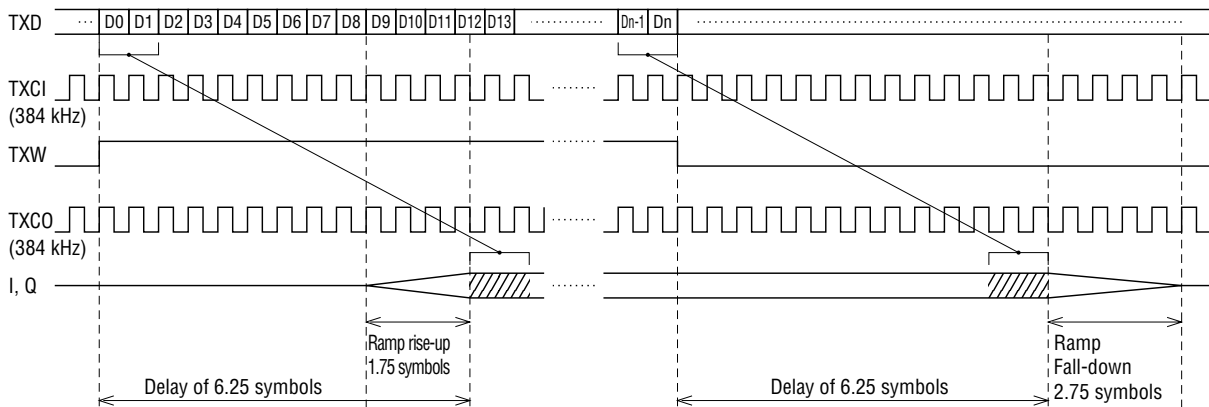 TXD ··· D0 D1 D2 D3 D4 D5 D6 D7 D8 D9 D10 D11 D12 D13 ············ Dn-1 Dn ············
TXCI
(384 kHz)
TXW
TXCO
(384 kHz)
I, Q
Ramp rise-up
1.75 symbols
Ramp
Fall-down
2.75 symbols
Delay of 6.25 symbols
Delay of 6.25 symbols